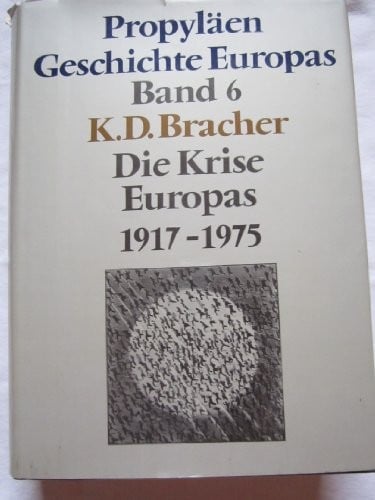 Propyläen
Geschichte Europas
Band 6
K.D.Bracher
Die Krise
Europas
1917-1975